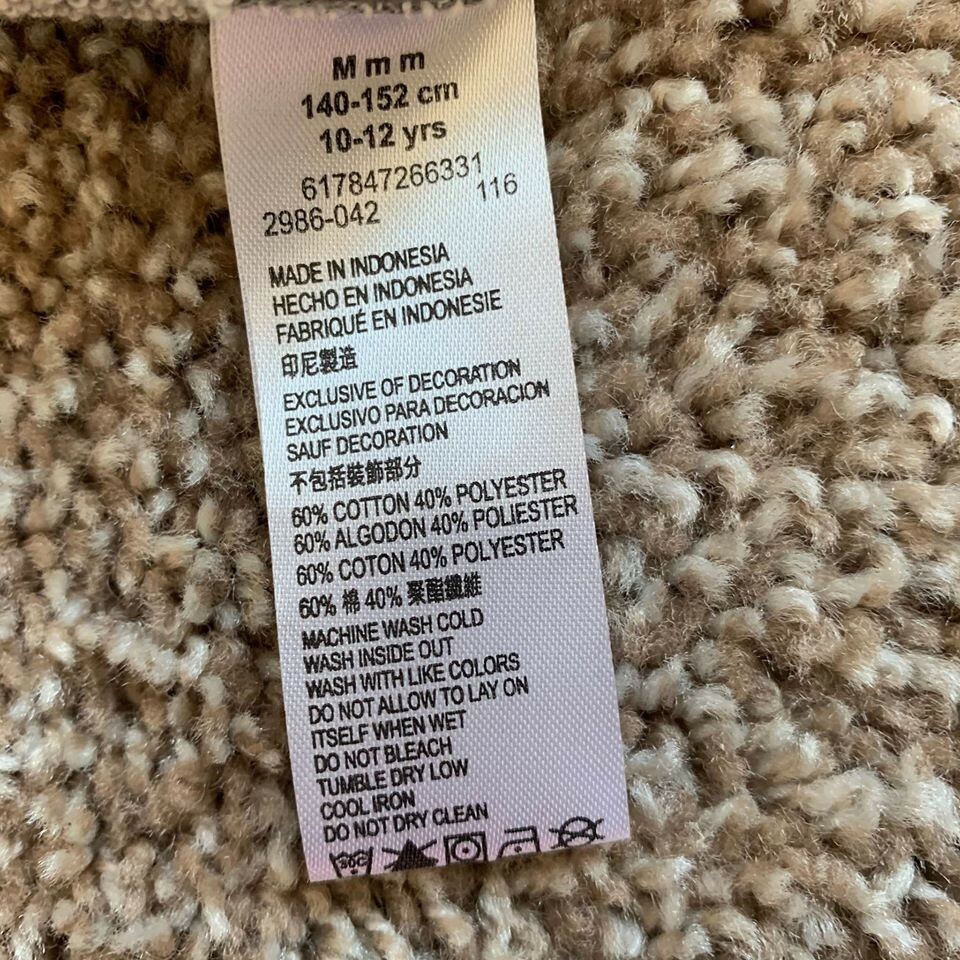 M m m
140-152 cm
10-12 yrs
617847266331
2986-042 116
MADE IN INDONESIA
HECHO EN INDONESIA
FABRIQUÉ EN INDONESIE
印尼製造
EXCLUSIVE OF DECORATION
EXCLUSIVO PARA DECORACION
SAUF DECORATION
不包括裝飾部分
60% COTTON 40% POLYESTER
60% ALGODON 40% POLIESTER
60% COTON 40% POLYESTER
60% 棉 40% 聚酯纖維
MACHINE WASH COLD
WASH INSIDE OUT
WASH WITH LIKE COLORS
DO NOT ALLOW TO LAY ON
ITSELF WHEN WET
DO NOT BLEACH
TUMBLE DRY LOW
COOL IRON
DO NOT DRY CLEAN